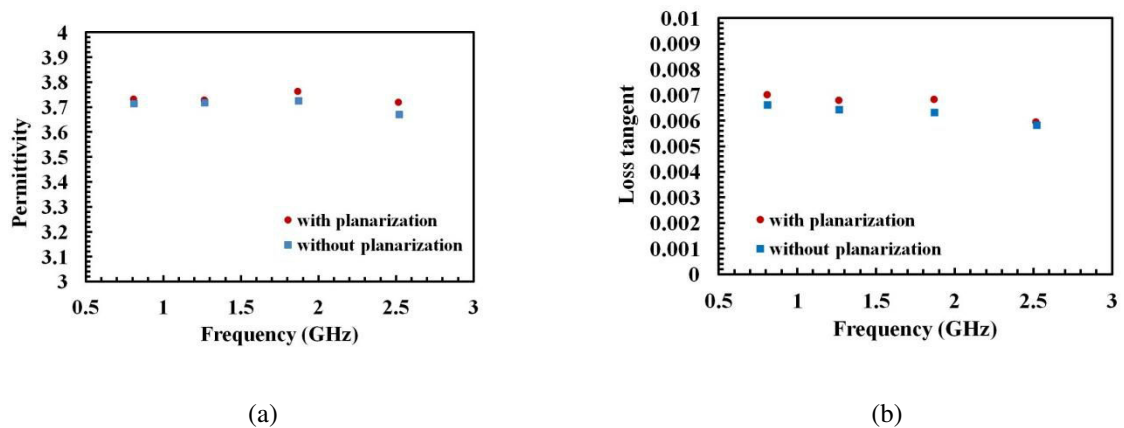 4
3.9
3.8
3.7
3.6
3.5
3.4
3.3
3.2
3.1
3
Permittivity
with planarization
without planarization
0.5 1 1.5 2 2.5 3
Frequency (GHz)
(a)
0.01
0.009
0.008
0.007
0.006
0.005
0.004
0.003
0.002
0.001
0
Loss tangent
with planarization
without planarization
0.5 1 1.5 2 2.5 3
Frequency (GHz)
(b)